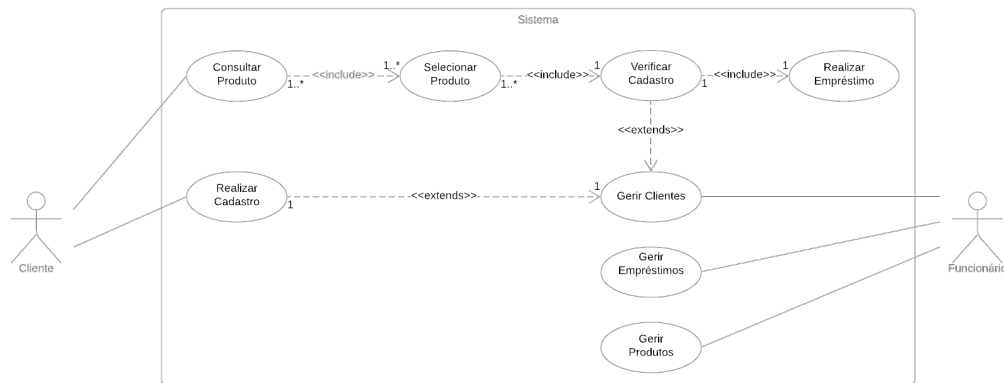 Sistema
Consultar
Produto
1..*
<<include>>
1..*
Selecionar
Produto
1..*
<<include>>
1
Verificar
Cadastro
1
<<include>>
1
Realizar
Empréstimo
<<extends>>
Realizar
Cadastro
1
<<extends>>
1
Gerir Clientes
Gerir
Empréstimos
Gerir
Produtos
Cliente
Funcionári